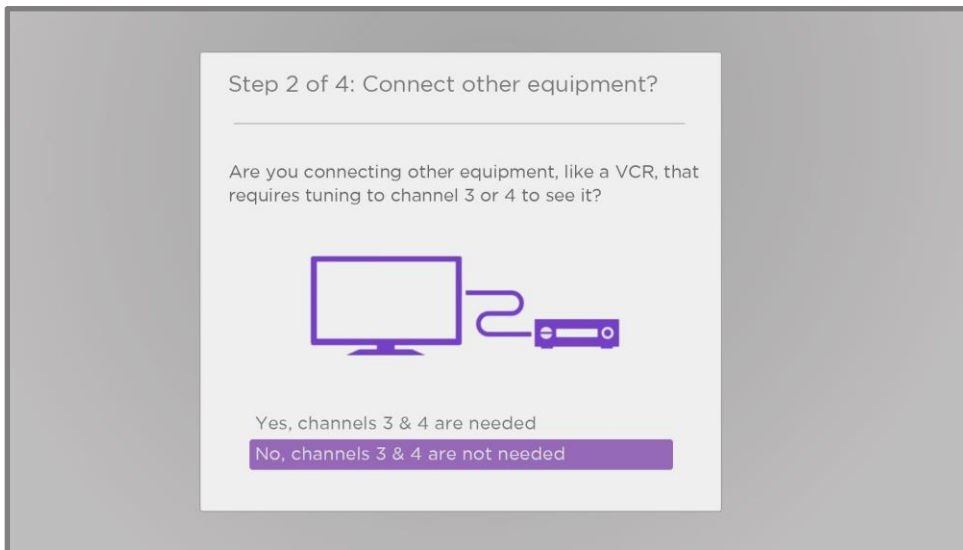 Step 2 of 4: Connect other equipment?
Are you connecting other equipment, like a VCR, that
requires tuning to channel 3 or 4 to see it?
Yes, channels 3 & 4 are needed
No, channels 3 & 4 are not needed